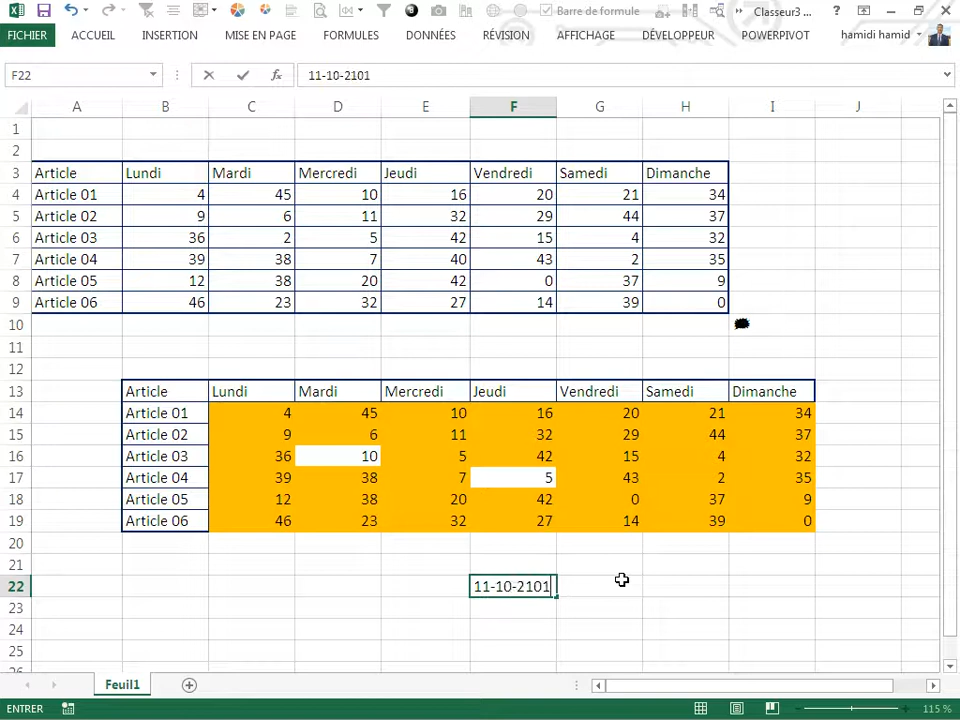 Barre de formule Classeur3 ... ?
FICHIER ACCUEIL INSERTION MISE EN PAGE FORMULES DONNÉES RÉVISION AFFICHAGE DÉVELOPPEUR POWERPIVOT hamidi hamid
F22 fx 11-10-2101
A B C D E F G H I J
1
2
3 Article Lundi Mardi Mercredi Jeudi Vendredi Samedi Dimanche
4 Article 01 4 45 10 16 20 21 34
5 Article 02 9 6 11 32 29 44 37
6 Article 03 36 2 5 42 15 4 32
7 Article 04 39 38 7 40 43 2 35
8 Article 05 12 38 20 42 0 37 9
9 Article 06 46 23 32 27 14 39 0
10
11
12
13 Article Lundi Mardi Mercredi Jeudi Vendredi Samedi Dimanche
14 Article 01 4 45 10 16 20 21 34
15 Article 02 9 6 11 32 29 44 37
16 Article 03 36 10 5 42 15 4 32
17 Article 04 39 38 7 5 43 2 35
18 Article 05 12 38 20 42 0 37 9
19 Article 06 46 23 32 27 14 39 0
20
21
22 11-10-2101
23
24
25
26
Feuil1
ENTRER 115 %